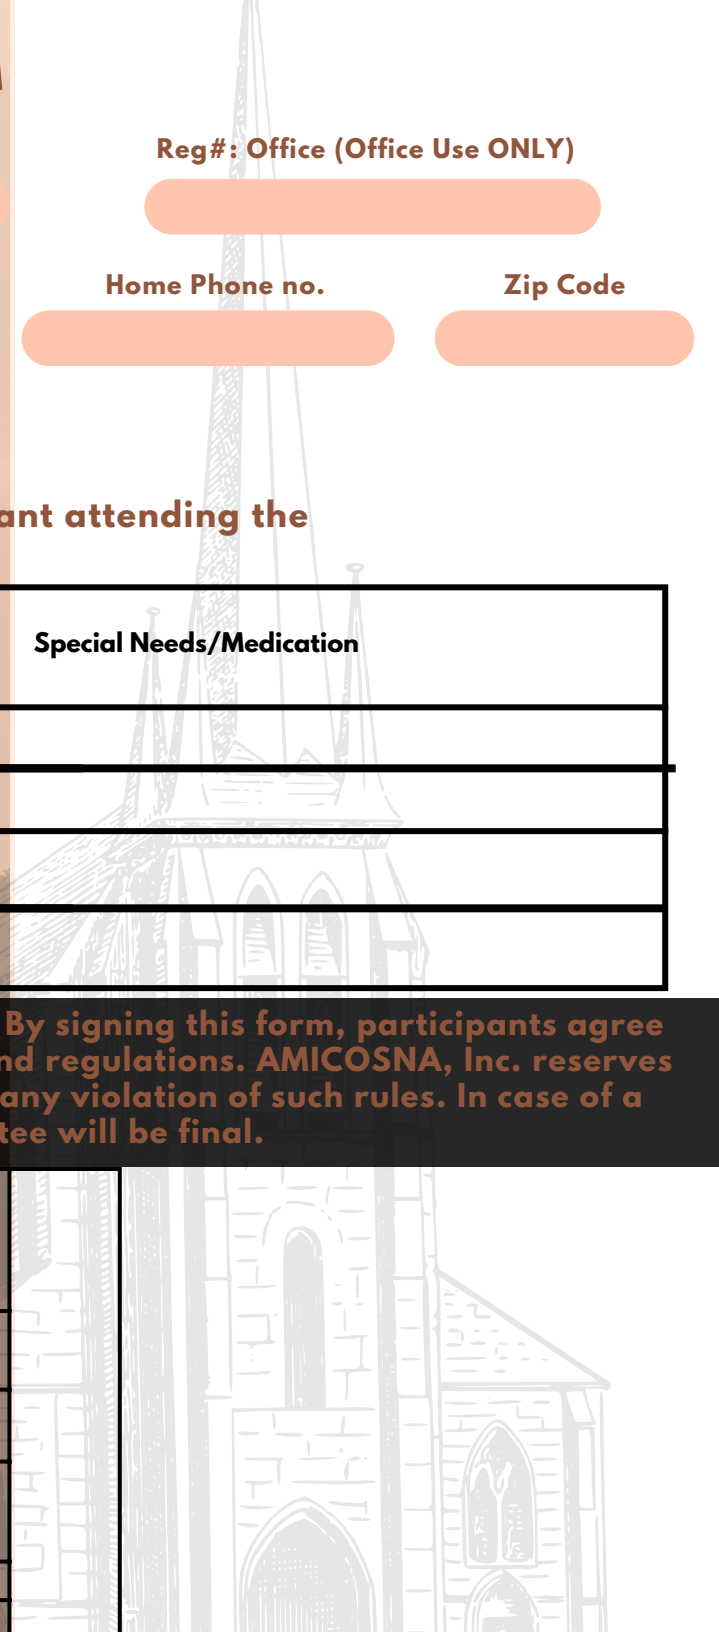 Reg#: Office (Office Use ONLY)
Home Phone no.
Zip Code
ant attending the
Special Needs/Medication
By signing this form, participants agree
nd regulations. AMICOSNA, Inc. reserves
any violation of such rules. In case of a
tee will be final.